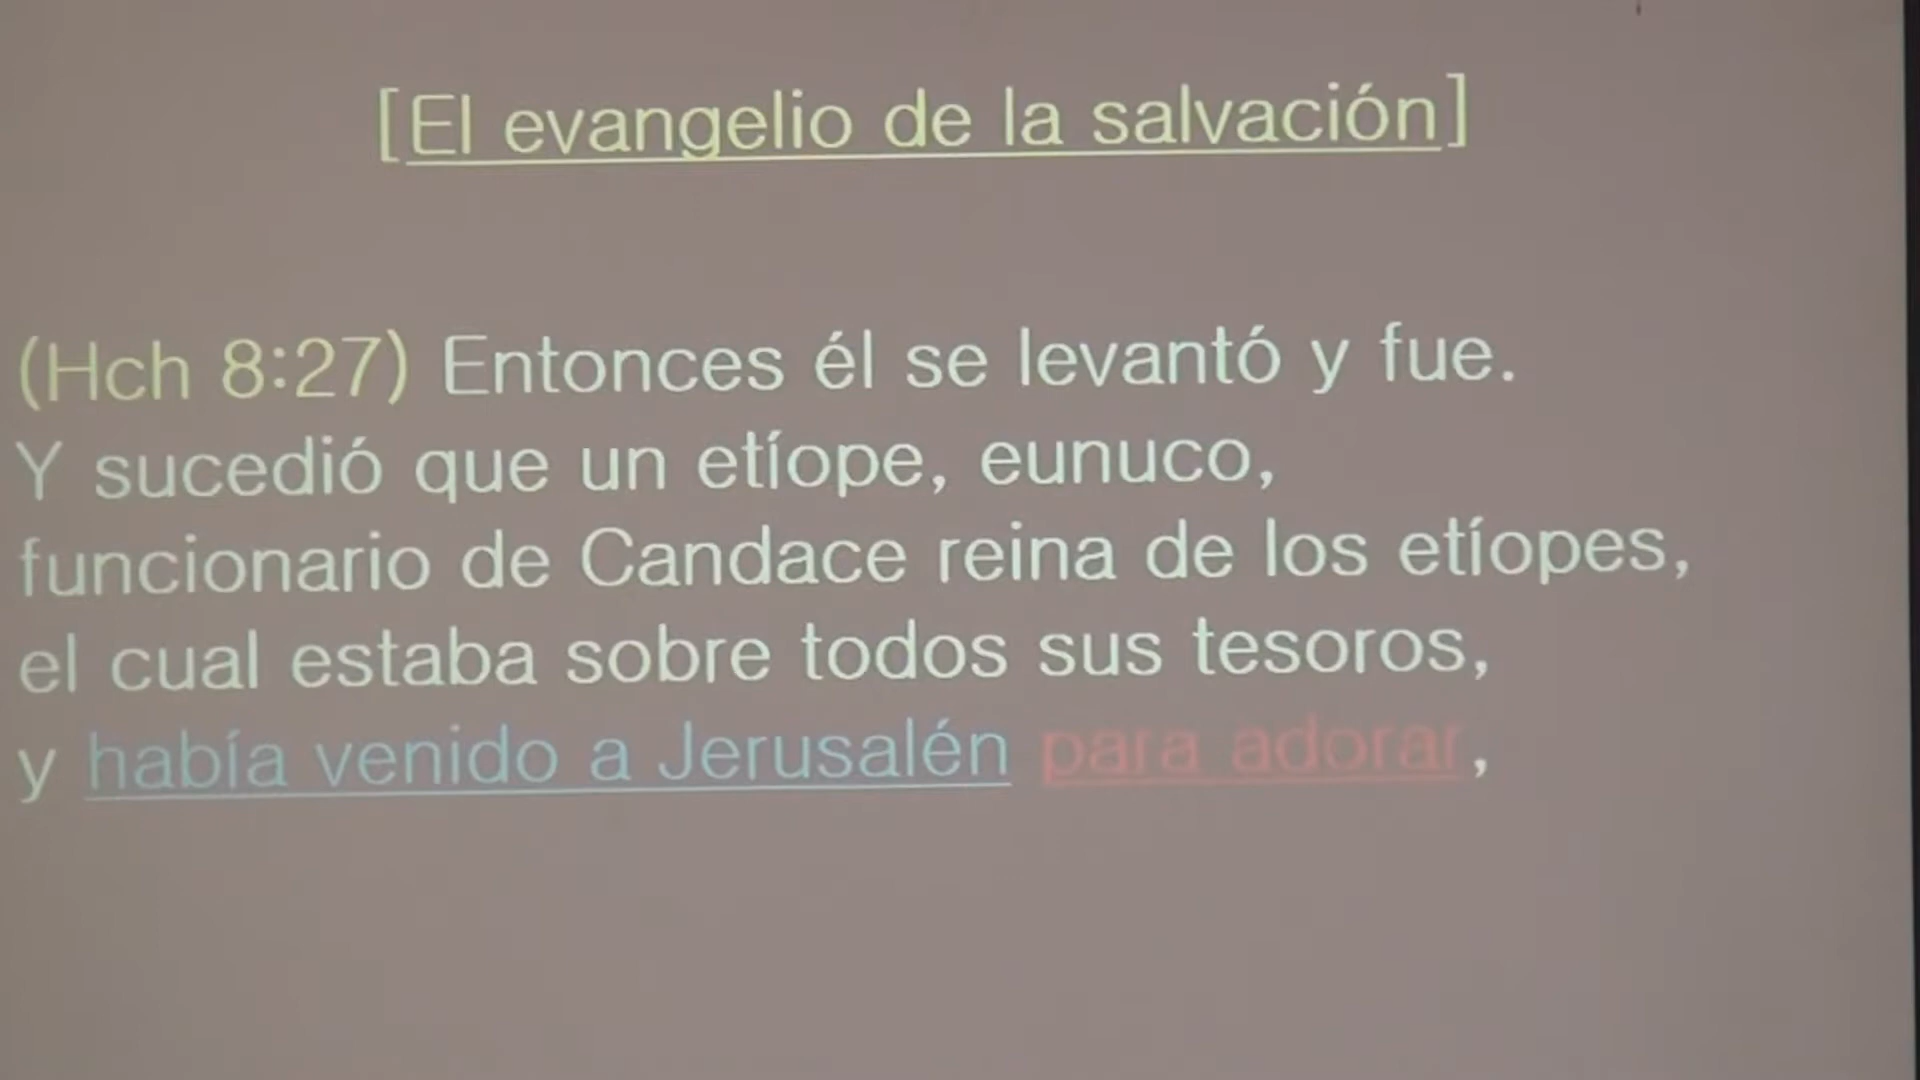 [El evangelio de la salvación]
(Hch 8:27) Entonces él se levantó y fue.
Y sucedió que un etíope, eunuco,
funcionario de Candace reina de los etíopes,
el cual estaba sobre todos sus tesoros,
y había venido a Jerusalén para adorar,